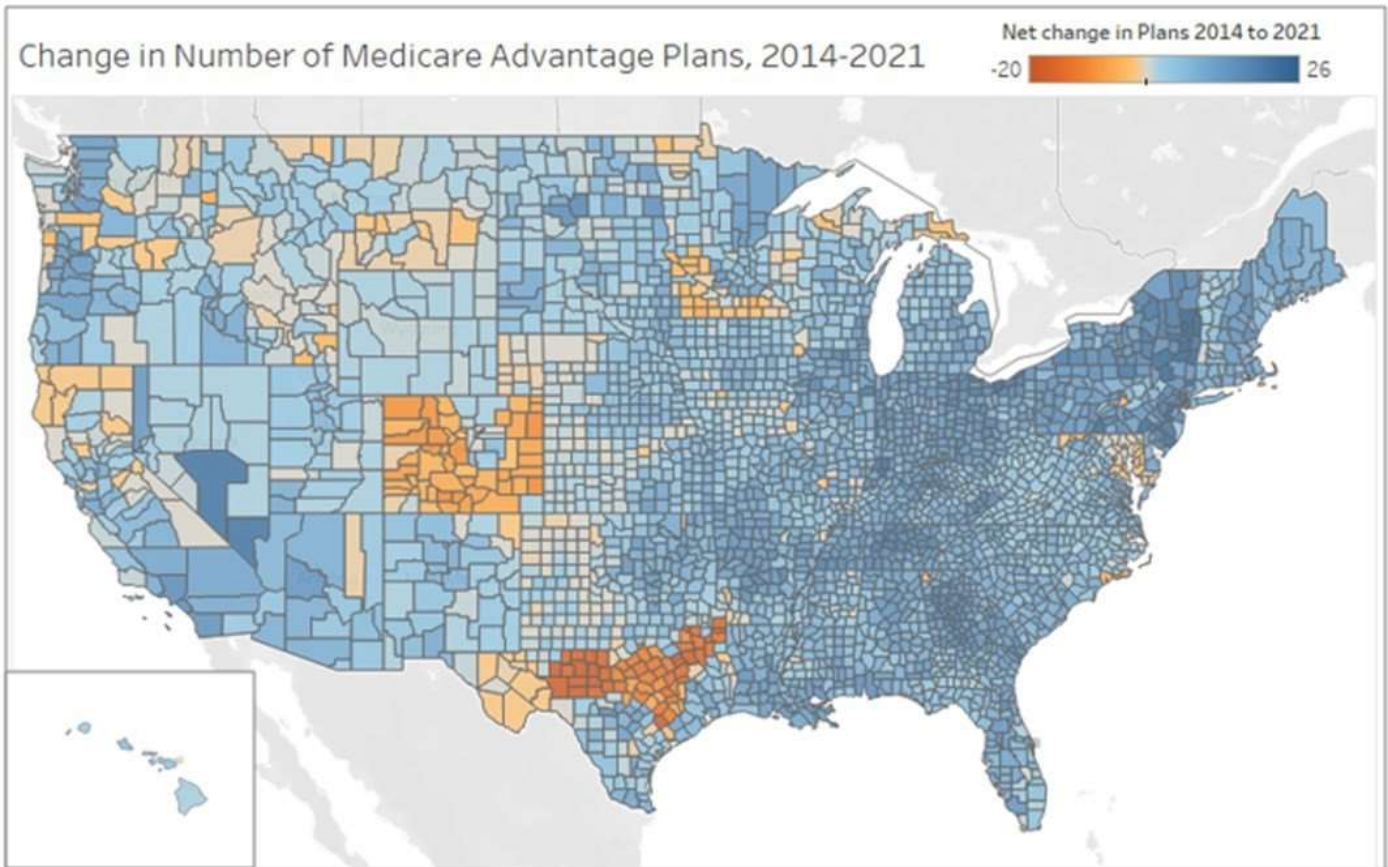 Change in Number of Medicare Advantage Plans, 2014-2021
Net change in Plans 2014 to 2021
-20
26